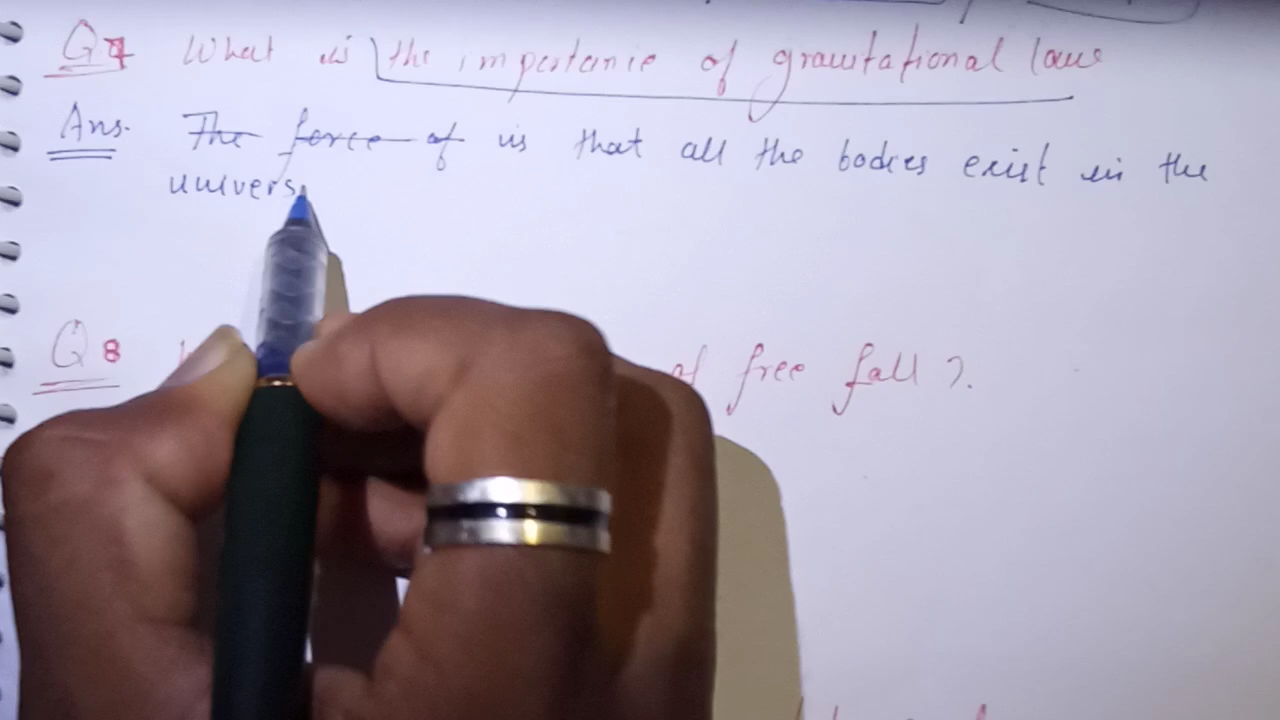 Q7 What is the importance of gravitational law
Ans. The force of is that all the bodies exist in the
univers
Q8 of free fall ?